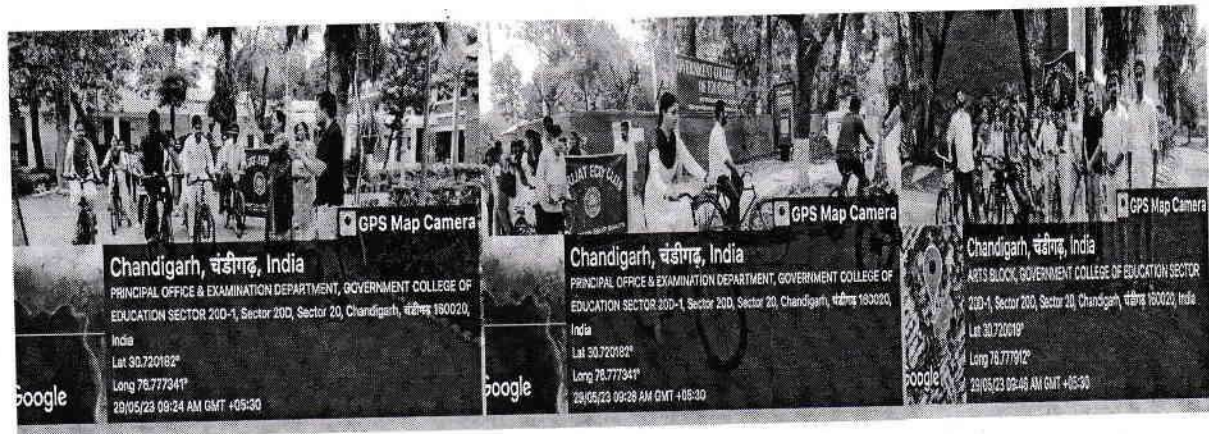 GPS Map Camera
Chandigarh, चंडीगढ़, India
PRINCIPAL OFFICE & EXAMINATION DEPARTMENT, GOVERNMENT COLLEGE OF
EDUCATION SECTOR 20D-1, Sector 20D, Sector 20, Chandigarh, चंडीगढ़ 160020,
India
Lat 30.720182°
Long 76.777341°
29/05/23 09:24 AM GMT +05:30
Google
GOVERNMENT COLLEGE
ECO CLUB
GPS Map Camera
Chandigarh, चंडीगढ़, India
PRINCIPAL OFFICE & EXAMINATION DEPARTMENT, GOVERNMENT COLLEGE OF
EDUCATION SECTOR 20D-1, Sector 20D, Sector 20, Chandigarh, चंडीगढ़ 160020,
India
Lat 30.720182°
Long 76.777341°
29/05/23 09:28 AM GMT +05:30
Google
GPS Map Camera
Chandigarh, चंडीगढ़, India
ARTS BLOCK, GOVERNMENT COLLEGE OF EDUCATION SECTOR
20D-1, Sector 20D, Sector 20, Chandigarh, चंडीगढ़ 160020, India
Lat 30.720019°
Long 76.777912°
29/05/23 09:46 AM GMT +05:30
Google